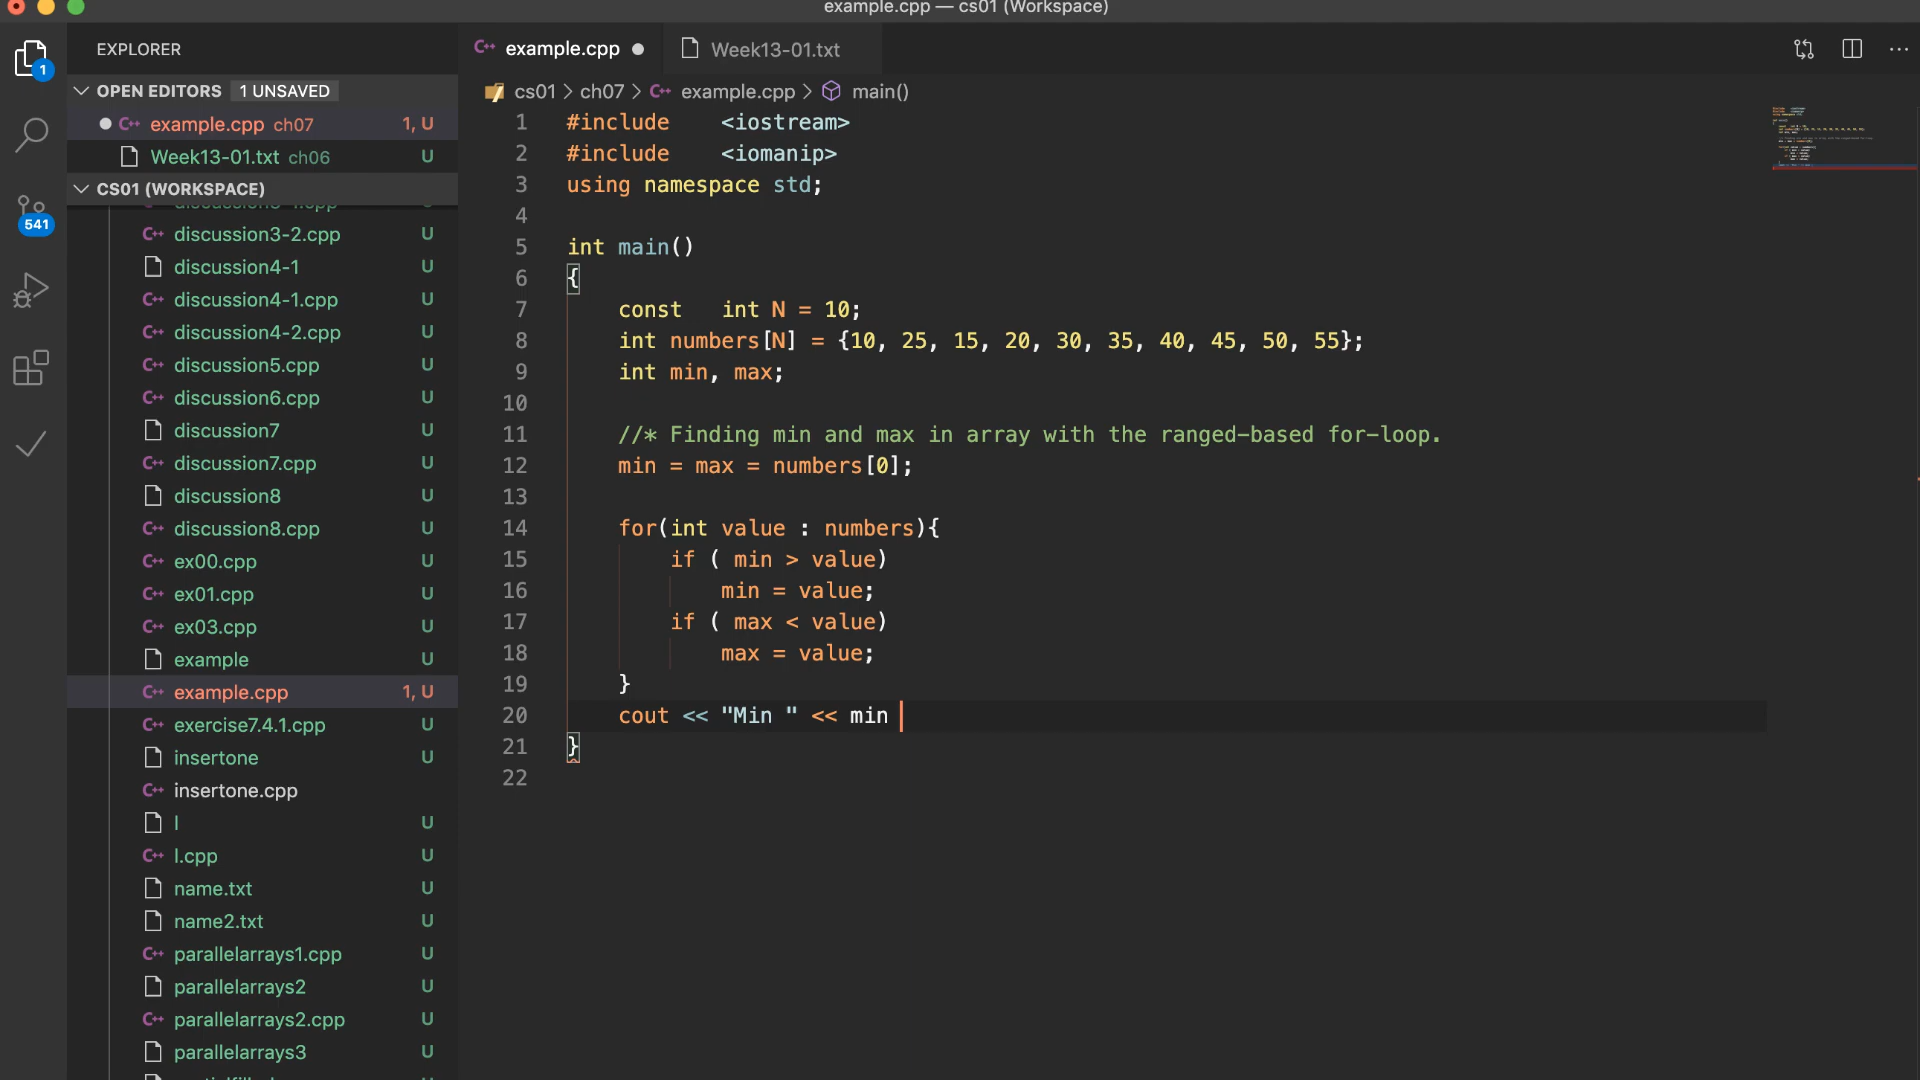 example.cpp — cs01 (Workspace)
EXPLORER
example.cpp
Week13-01.txt
1
OPEN EDITORS 1 UNSAVED
example.cpp ch07 1, U
Week13-01.txt ch06 U
CS01 (WORKSPACE)
541
discussion3-2.cpp U
discussion4-1 U
discussion4-1.cpp U
discussion4-2.cpp U
discussion5.cpp U
discussion6.cpp U
discussion7 U
discussion7.cpp U
discussion8 U
discussion8.cpp U
ex00.cpp U
ex01.cpp U
ex03.cpp U
example U
example.cpp 1, U
exercise7.4.1.cpp U
insertone U
insertone.cpp
l U
l.cpp U
name.txt U
name2.txt U
parallelarrays1.cpp U
parallelarrays2 U
parallelarrays2.cpp U
parallelarrays3 U
cs01 > ch07 > example.cpp > main()
1 #include <iostream>
2 #include <iomanip>
3 using namespace std;
4
5 int main()
6 {
7 const int N = 10;
8 int numbers[N] = {10, 25, 15, 20, 30, 35, 40, 45, 50, 55};
9 int min, max;
10
11 //* Finding min and max in array with the ranged-based for-loop.
12 min = max = numbers[0];
13
14 for(int value : numbers){
15 if ( min > value)
16 min = value;
17 if ( max < value)
18 max = value;
19 }
20 cout << "Min " << min
21 }
22